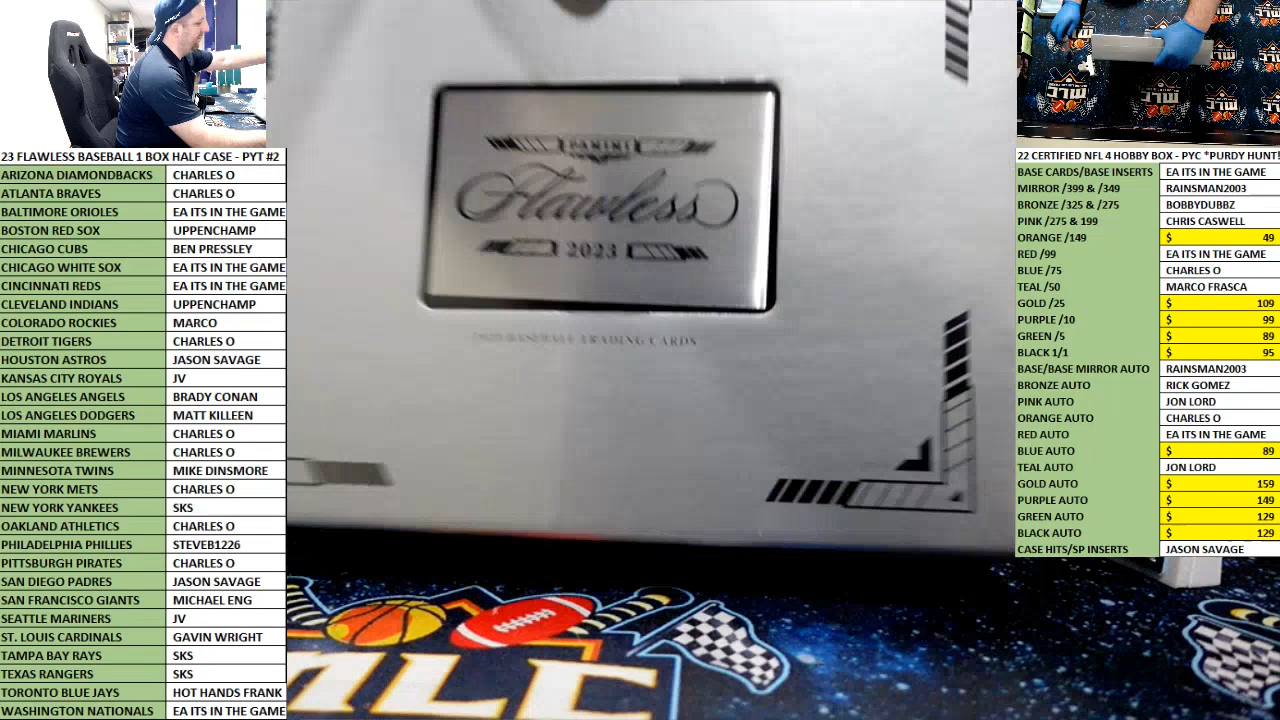 23 FLAWLESS BASEBALL 1 BOX HALF CASE - PYT #2
ARIZONA DIAMONDBACKS CHARLES O
ATLANTA BRAVES CHARLES O
BALTIMORE ORIOLES EA ITS IN THE GAME
BOSTON RED SOX UPPENCHAMP
CHICAGO CUBS BEN PRESSLEY
CHICAGO WHITE SOX EA ITS IN THE GAME
CINCINNATI REDS EA ITS IN THE GAME
CLEVELAND INDIANS UPPENCHAMP
COLORADO ROCKIES MARCO
DETROIT TIGERS CHARLES O
HOUSTON ASTROS JASON SAVAGE
KANSAS CITY ROYALS JV
LOS ANGELES ANGELS BRADY CONAN
LOS ANGELES DODGERS MATT KILLEEN
MIAMI MARLINS CHARLES O
MILWAUKEE BREWERS CHARLES O
MINNESOTA TWINS MIKE DINSMORE
NEW YORK METS CHARLES O
NEW YORK YANKEES SKS
OAKLAND ATHLETICS CHARLES O
PHILADELPHIA PHILLIES STEVEB1226
PITTSBURGH PIRATES CHARLES O
SAN DIEGO PADRES JASON SAVAGE
SAN FRANCISCO GIANTS MICHAEL ENG
SEATTLE MARINERS JV
ST. LOUIS CARDINALS GAVIN WRIGHT
TAMPA BAY RAYS SKS
TEXAS RANGERS SKS
TORONTO BLUE JAYS HOT HANDS FRANK
WASHINGTON NATIONALS EA ITS IN THE GAME
PANINI
Flawless
2023
BASEBALL TRADING CARDS
22 CERTIFIED NFL 4 HOBBY BOX - PYC *PURDY HUNT!
BASE CARDS/BASE INSERTS EA ITS IN THE GAME
MIRROR /399 & /349 RAINSMAN2003
BRONZE /325 & /275 BOBBYDUBBZ
PINK /275 & 199 CHRIS CASWELL
ORANGE /149 $ 49
RED /99 EA ITS IN THE GAME
BLUE /75 CHARLES O
TEAL /50 MARCO FRASCA
GOLD /25 $ 109
PURPLE /10 $ 99
GREEN /5 $ 89
BLACK 1/1 $ 95
BASE/BASE MIRROR AUTO RAINSMAN2003
BRONZE AUTO RICK GOMEZ
PINK AUTO JON LORD
ORANGE AUTO CHARLES O
RED AUTO EA ITS IN THE GAME
BLUE AUTO $ 89
TEAL AUTO JON LORD
GOLD AUTO $ 159
PURPLE AUTO $ 149
GREEN AUTO $ 129
BLACK AUTO $ 129
CASE HITS/SP INSERTS JASON SAVAGE